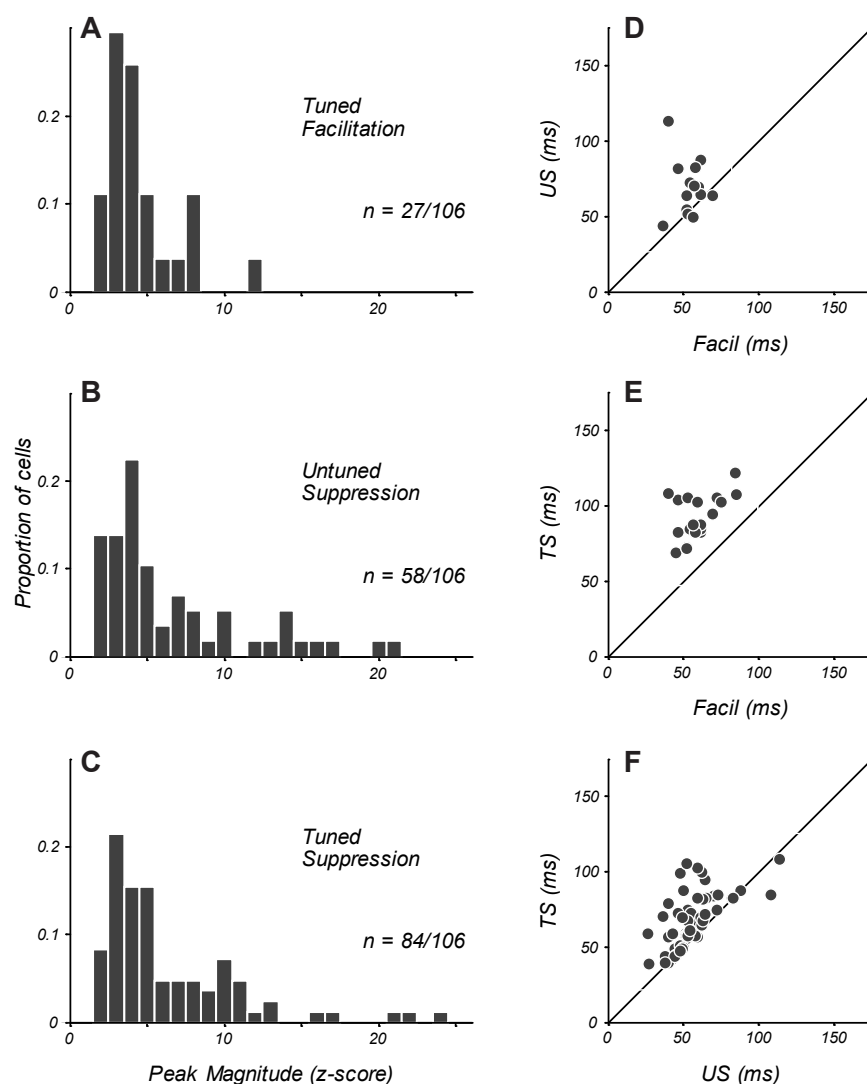 A
Tuned
Facilitation
n = 27/106
0.2
0.1
0
0
10
20
D
US (ms)
150
100
50
0
0
50
100
150
Facil (ms)
B
Untuned
Suppression
n = 58/106
Proportion of cells
0.2
0.1
0
0
10
20
E
TS (ms)
150
100
50
0
0
50
100
150
Facil (ms)
C
Tuned
Suppression
n = 84/106
0.2
0.1
0
0
10
20
Peak Magnitude (z-score)
F
TS (ms)
150
100
50
0
0
50
100
150
US (ms)